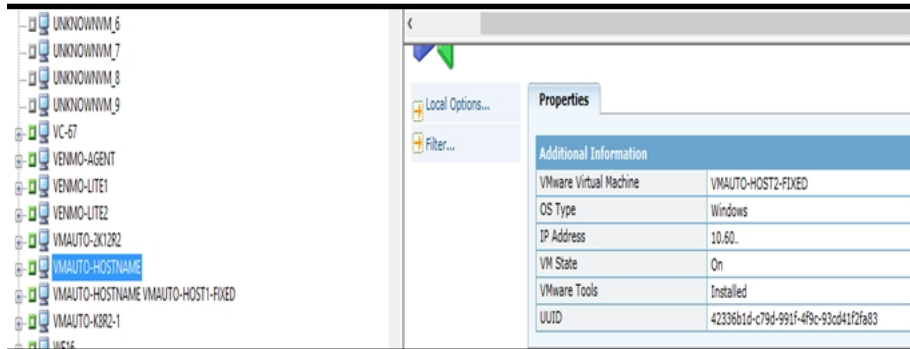 UNKNOWNVM_6
UNKNOWNVM_7
UNKNOWNVM_8
UNKNOWNVM_9
VC-67
VENMO-AGENT
VENMO-LITE1
VENMO-LITE2
VMAUTO-2K12R2
VMAUTO-HOSTNAME
VMAUTO-HOSTNAME VMAUTO-HOST1-FIXED
VMAUTO-K8R2-1
Local Options...
Filter...
Properties
Additional Information
VMware Virtual Machine VMAUTO-HOST2-FIXED
OS Type Windows
IP Address 10.60..
VM State On
VMware Tools Installed
UUID 42336b1d-c79d-991f-4f9c-93cd41f2fa83